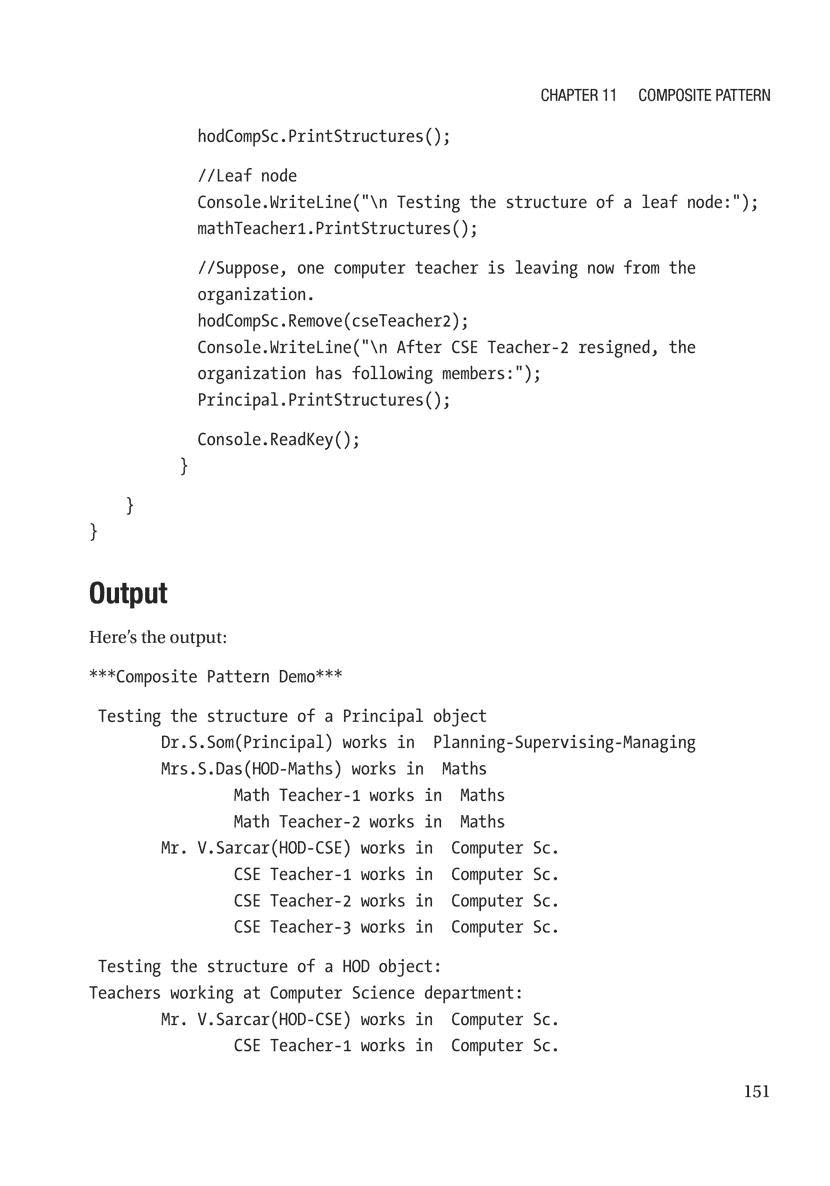 CHAPTER 11 COMPOSITE PATTERN
hodCompSc.PrintStructures();
//Leaf node
Console.WriteLine("\n Testing the structure of a leaf node:");
mathTeacher1.PrintStructures();
//Suppose, one computer teacher is leaving now from the
organization.
hodCompSc.Remove(cseTeacher2);
Console.WriteLine("\n After CSE Teacher-2 resigned, the
organization has following members:");
Principal.PrintStructures();
Console.ReadKey();
}
}
}
Output
Here’s the output:
***Composite Pattern Demo***
Testing the structure of a Principal object
Dr.S.Som(Principal) works in  Planning-Supervising-Managing
Mrs.S.Das(HOD-Maths) works in  Maths
Math Teacher-1 works in  Maths
Math Teacher-2 works in  Maths
Mr. V.Sarcar(HOD-CSE) works in  Computer Sc.
CSE Teacher-1 works in  Computer Sc.
CSE Teacher-2 works in  Computer Sc.
CSE Teacher-3 works in  Computer Sc.
Testing the structure of a HOD object:
Teachers working at Computer Science department:
Mr. V.Sarcar(HOD-CSE) works in  Computer Sc.
CSE Teacher-1 works in  Computer Sc.
151